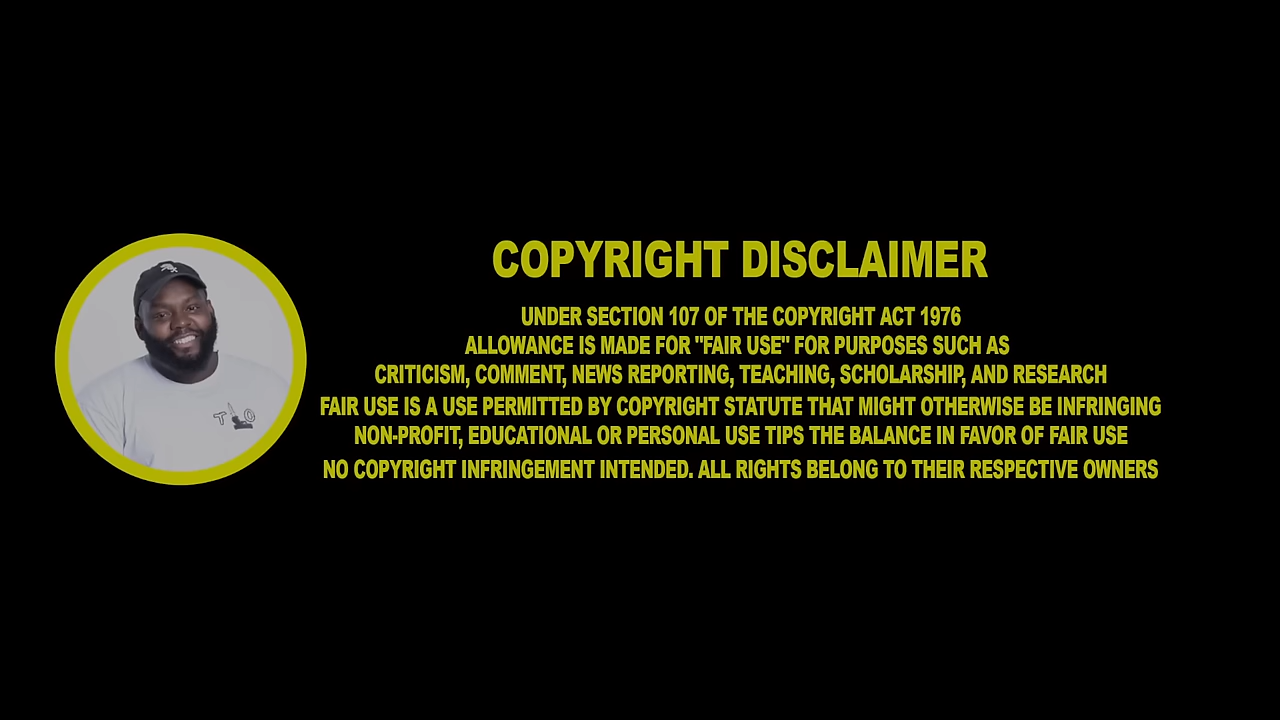 COPYRIGHT DISCLAIMER
UNDER SECTION 107 OF THE COPYRIGHT ACT 1976
ALLOWANCE IS MADE FOR "FAIR USE" FOR PURPOSES SUCH AS
CRITICISM, COMMENT, NEWS REPORTING, TEACHING, SCHOLARSHIP, AND RESEARCH
FAIR USE IS A USE PERMITTED BY COPYRIGHT STATUTE THAT MIGHT OTHERWISE BE INFRINGING
NON-PROFIT, EDUCATIONAL OR PERSONAL USE TIPS THE BALANCE IN FAVOR OF FAIR USE
NO COPYRIGHT INFRINGEMENT INTENDED. ALL RIGHTS BELONG TO THEIR RESPECTIVE OWNERS